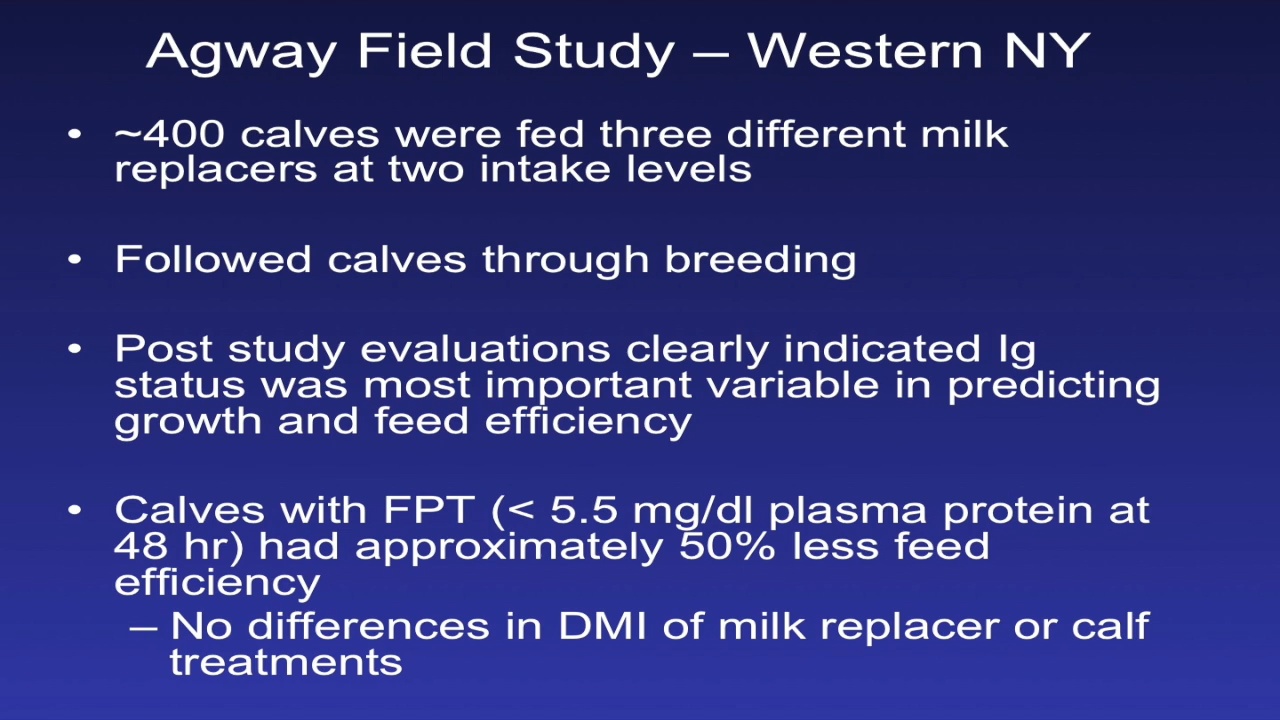 Agway Field Study – Western NY
• ~400 calves were fed three different milk
replacers at two intake levels
• Followed calves through breeding
• Post study evaluations clearly indicated Ig
status was most important variable in predicting
growth and feed efficiency
• Calves with FPT (< 5.5 mg/dl plasma protein at
48 hr) had approximately 50% less feed
efficiency
– No differences in DMI of milk replacer or calf
treatments